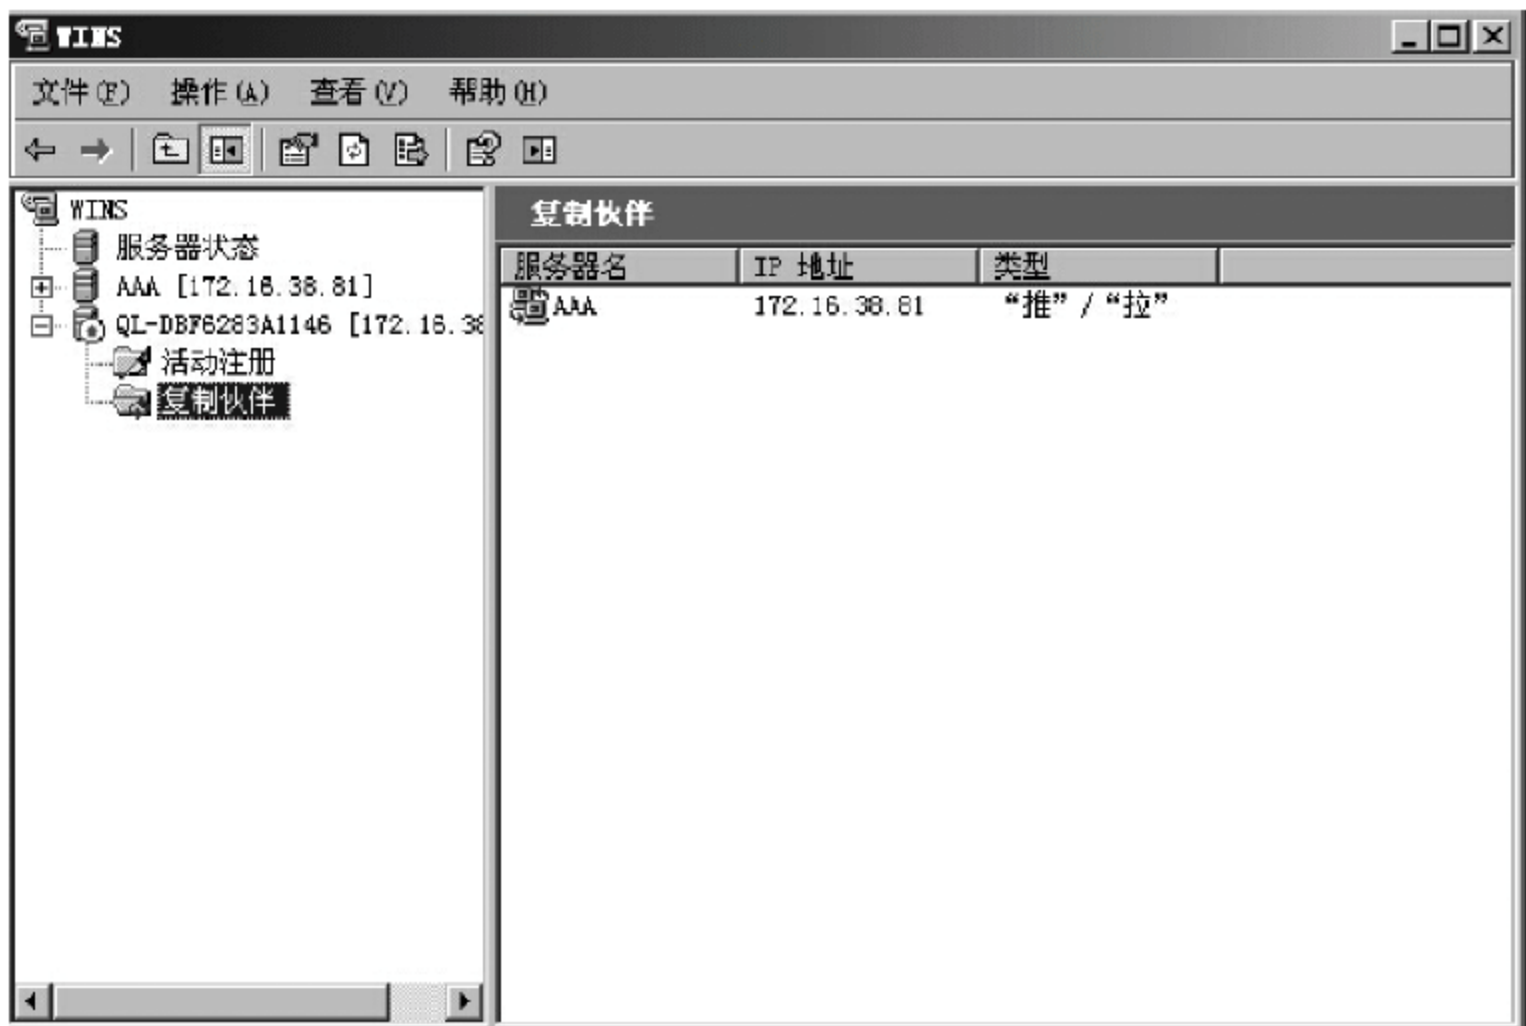 WINS
文件(F) 操作(A) 查看(V) 帮助(H)
WINS
服务器状态
AAA [172.16.38.81]
QL-DBF6283A1146 [172.16.38
活动注册
复制伙伴
复制伙伴
服务器名 IP 地址 类型
AAA 172.16.38.81 “推” / “拉”